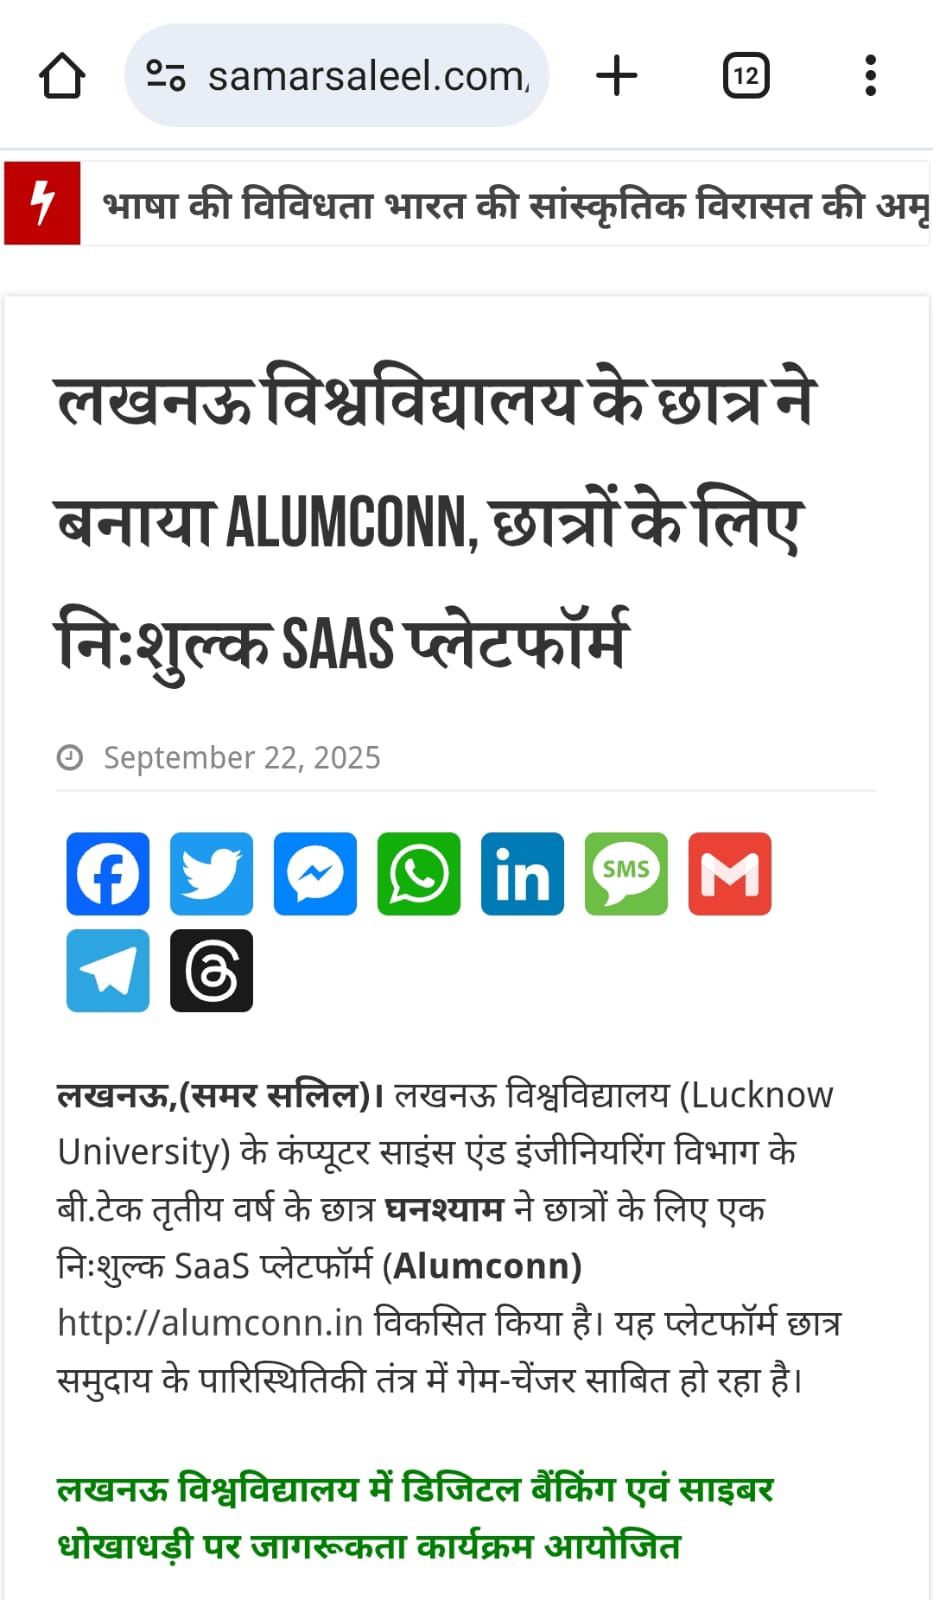 samarsaleel.com
12
भाषा की विविधता भारत की सांस्कृतिक विरासत की
लखनऊ विश्वविद्यालय के छात्र ने
बनाया ALUMCONN, छात्रों के लिए
निःशुल्क SAAS प्लेटफॉर्म
September 22, 2025
SMS
लखनऊ,(समर सलिल)। लखनऊ विश्वविद्यालय (Lucknow
University) के कंप्यूटर साइंस एंड इंजीनियरिंग विभाग के
बी.टेक तृतीय वर्ष के छात्र घनश्याम ने छात्रों के लिए एक
निःशुल्क SaaS प्लेटफॉर्म (Alumconn)
http://alumconn.in विकसित किया है। यह प्लेटफॉर्म छात्र
समुदाय के पारिस्थितिकी तंत्र में गेम-चेंजर साबित हो रहा है।
लखनऊ विश्वविद्यालय में डिजिटल बैंकिंग एवं साइबर
धोखाधड़ी पर जागरूकता कार्यक्रम आयोजित